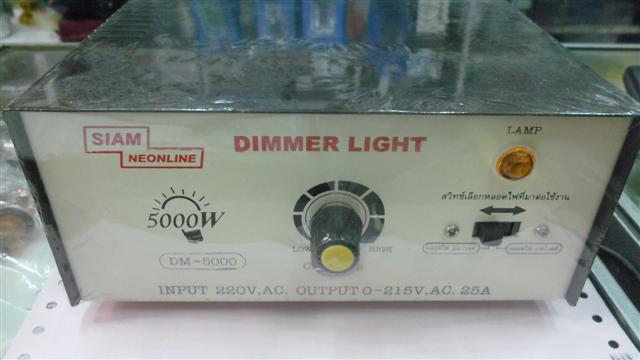 SIAM
NEONLINE
DIMMER LIGHT
LAMP
สวิทช์เลือกหลอดไฟที่มาต่อใช้งาน
5000W
LOW
HIGH
DM-5000
INPUT 220V,AC. OUTPUT 0-215V,AC. 25A